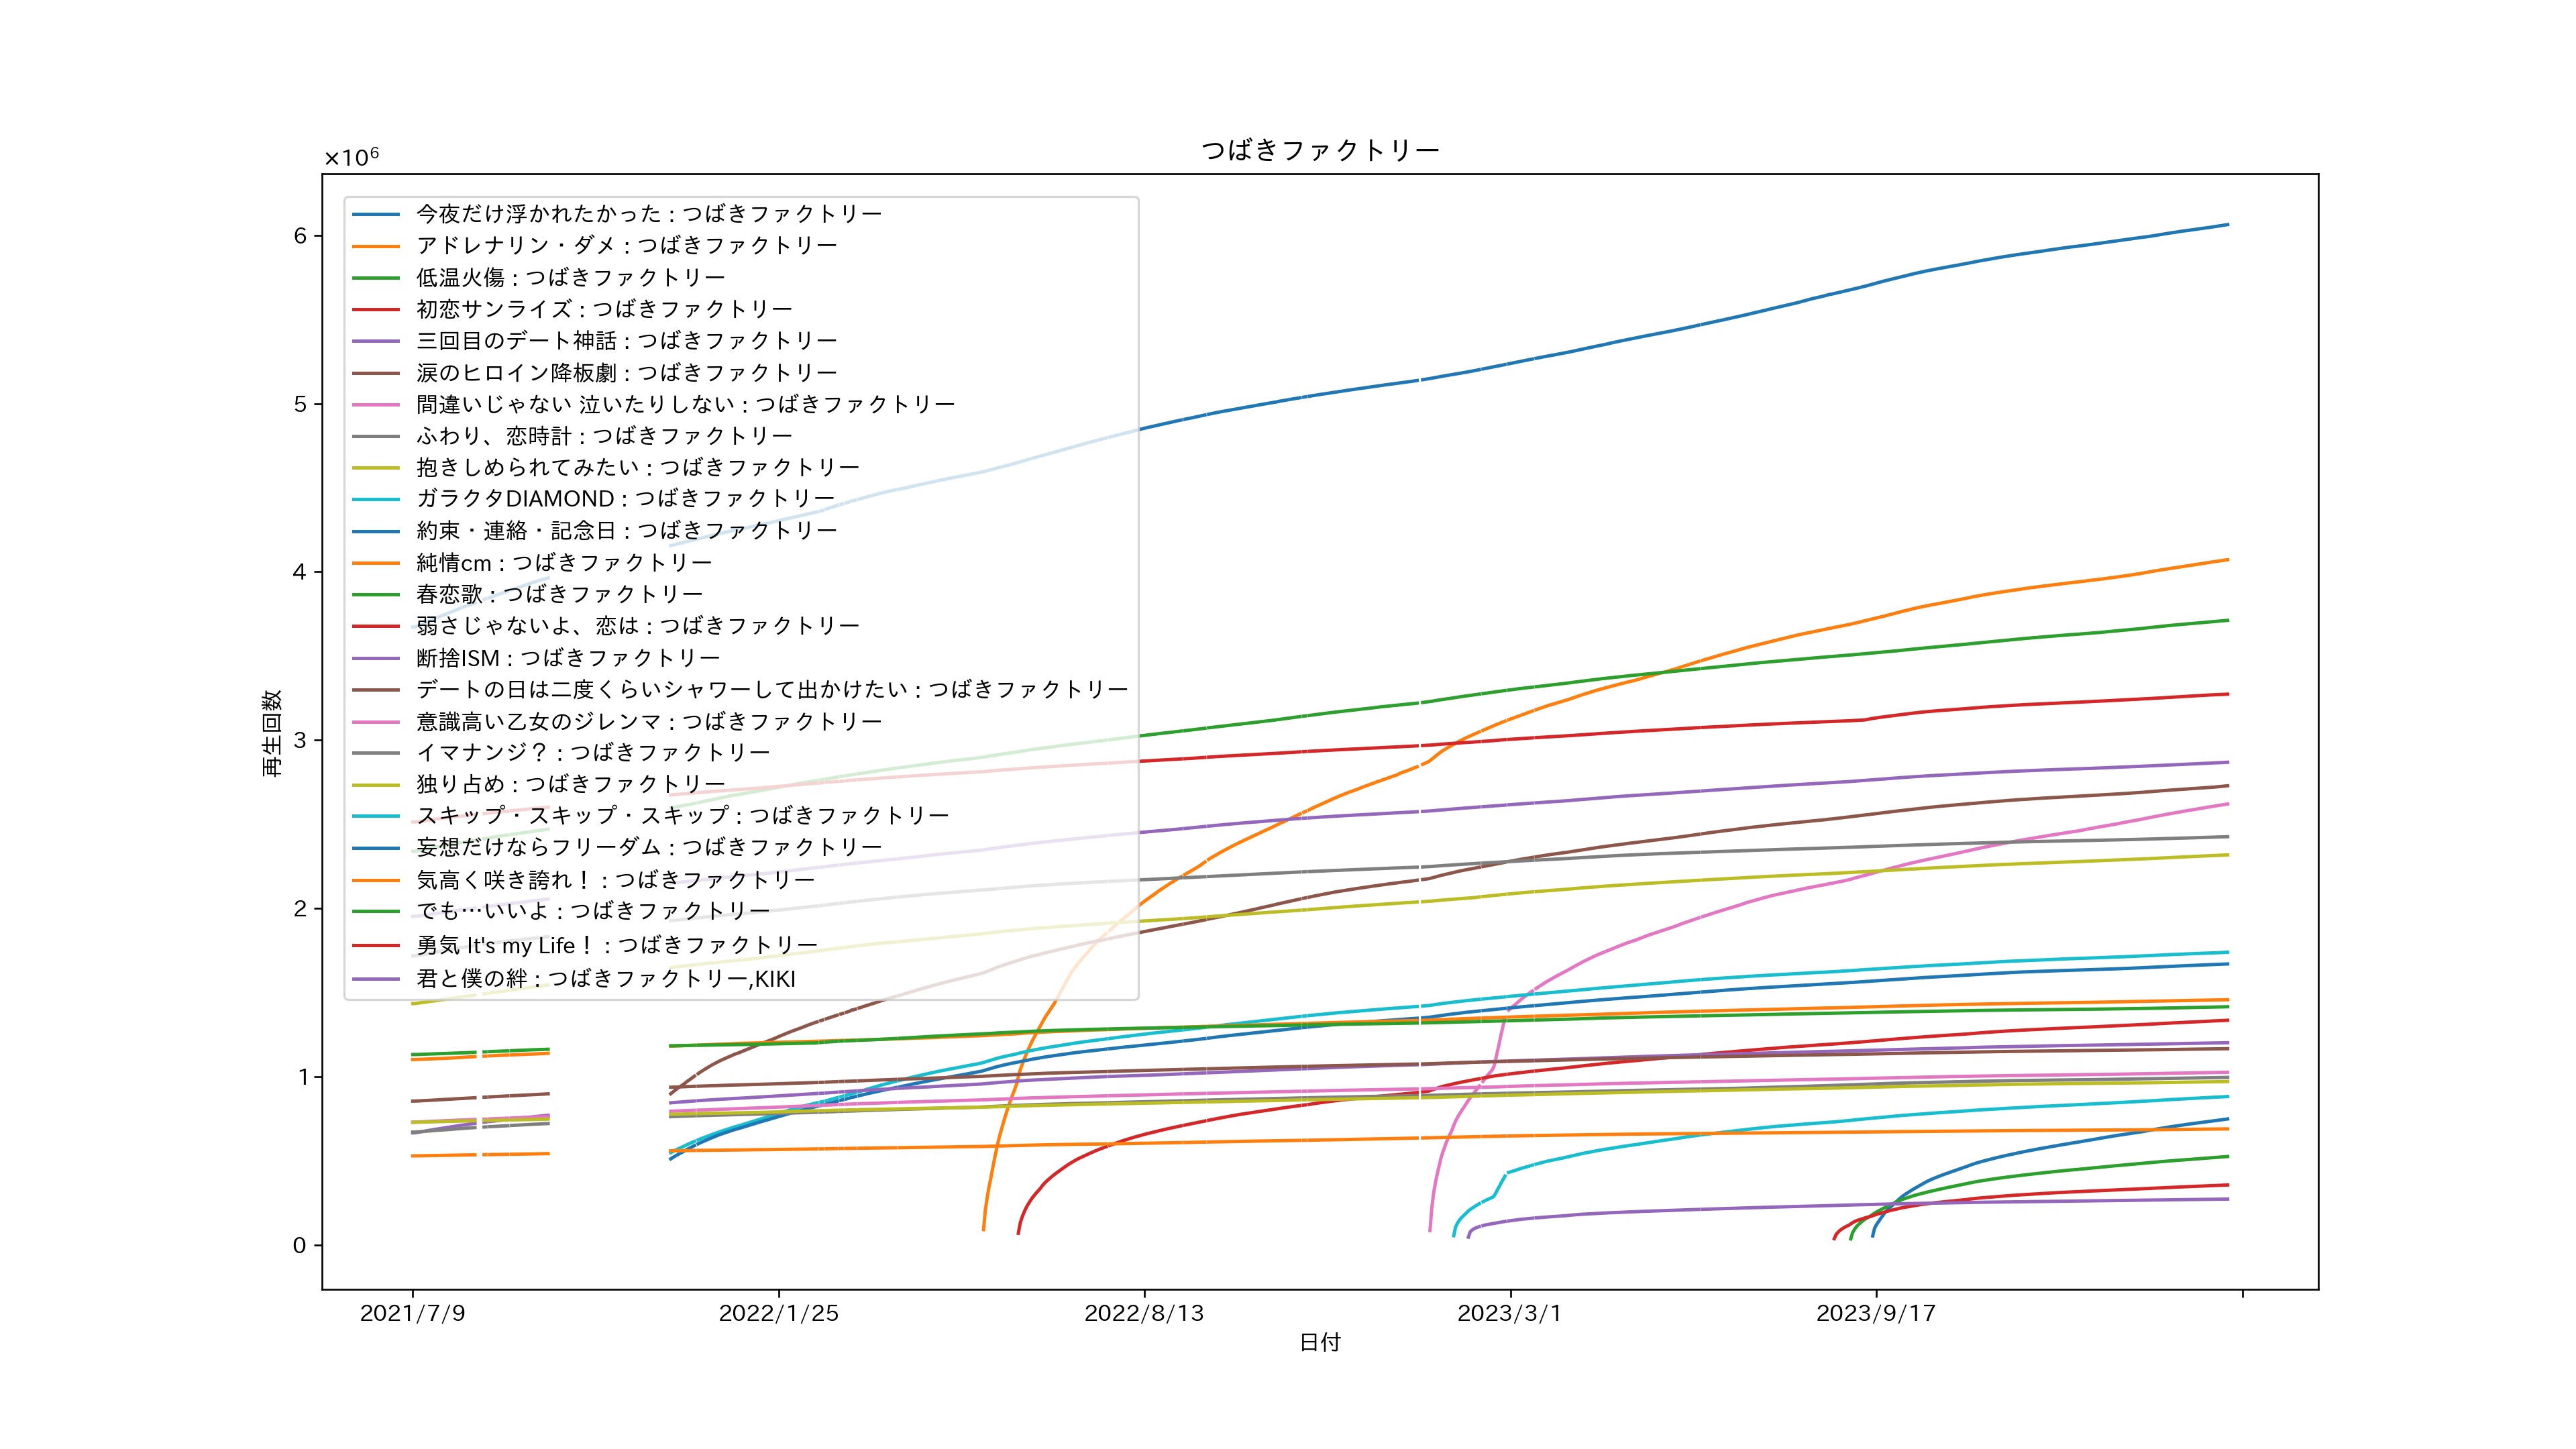 つばきファクトリー
×10⁶
今夜だけ浮かれたかった : つばきファクトリー
アドレナリン・ダメ : つばきファクトリー
低温火傷 : つばきファクトリー
初恋サンライズ : つばきファクトリー
三回目のデート神話 : つばきファクトリー
涙のヒロイン降板劇 : つばきファクトリー
間違いじゃない 泣いたりしない : つばきファクトリー
ふわり、恋時計 : つばきファクトリー
抱きしめられてみたい : つばきファクトリー
ガラクタDIAMOND : つばきファクトリー
約束・連絡・記念日 : つばきファクトリー
純情cm : つばきファクトリー
春恋歌 : つばきファクトリー
弱さじゃないよ、恋は : つばきファクトリー
断捨ISM : つばきファクトリー
デートの日は二度くらいシャワーして出かけたい : つばきファクトリー
意識高い乙女のジレンマ : つばきファクトリー
イマナンジ？ : つばきファクトリー
独り占め : つばきファクトリー
スキップ・スキップ・スキップ : つばきファクトリー
妄想だけならフリーダム : つばきファクトリー
気高く咲き誇れ！ : つばきファクトリー
でも…いいよ : つばきファクトリー
勇気 It's my Life！ : つばきファクトリー
君と僕の絆 : つばきファクトリー,KIKI
6
5
4
3
2
1
0
再生回数
2021/7/9 2022/1/25 2022/8/13 2023/3/1 2023/9/17
日付